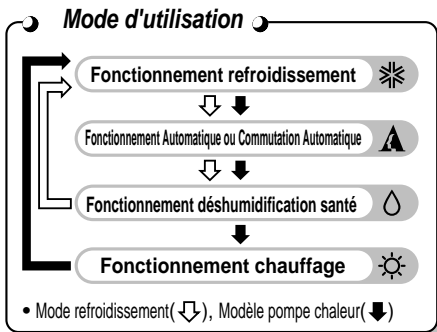 Mode d'utilisation
Fonctionnement refroidissement
Fonctionnement Automatique ou Commutation Automatique
Fonctionnement déshumidification santé
Fonctionnement chauffage
• Mode refroidissement(⇩), Modèle pompe chaleur(⬇)